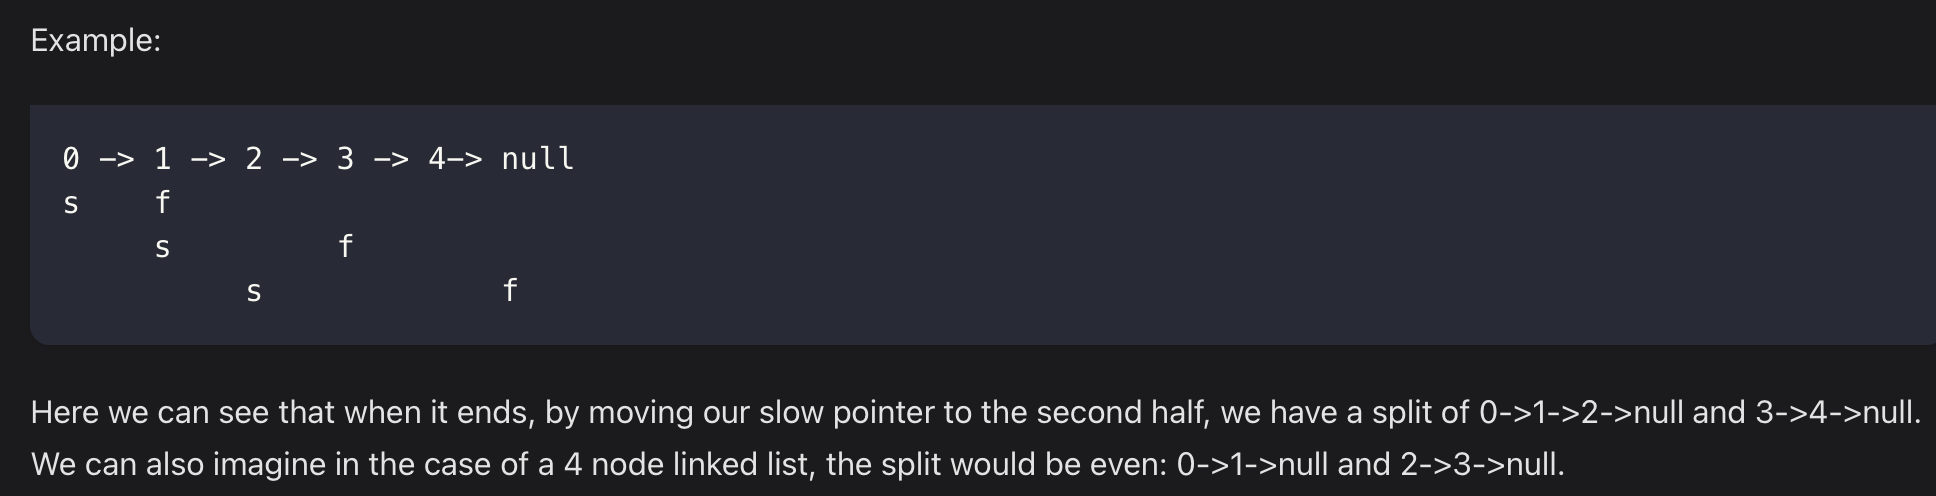 Example:
0 —> 1 —> 2 —> 3 —> 4—> null
s    f
     s         f
          s             f
Here we can see that when it ends, by moving our slow pointer to the second half, we have a split of 0->1->2->null and 3->4->null.
We can also imagine in the case of a 4 node linked list, the split would be even: 0->1->null and 2->3->null.